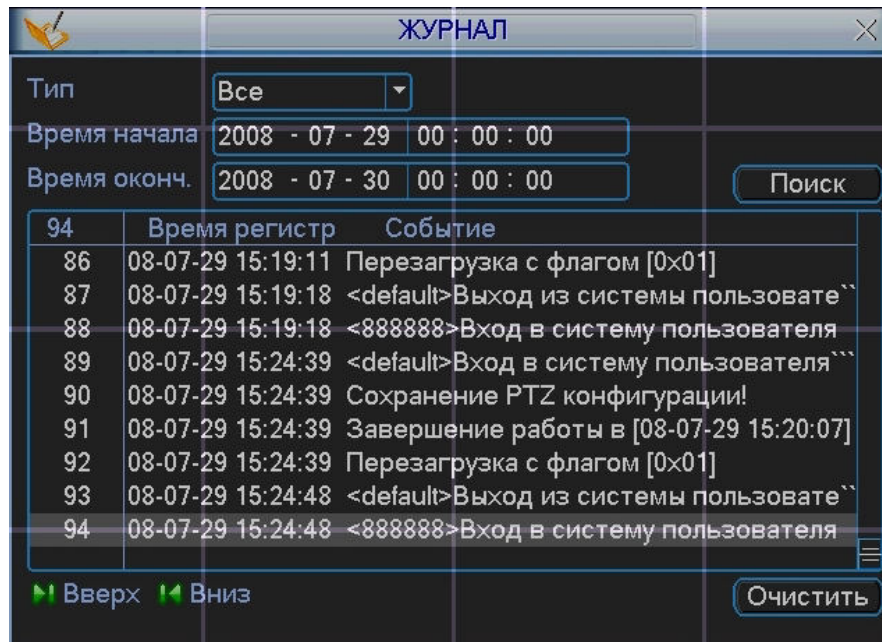 ЖУРНАЛ
Тип Все
Время начала 2008 - 07 - 29 00 : 00 : 00
Время оконч. 2008 - 07 - 30 00 : 00 : 00
Поиск
94 Время регистр Событие
86 08-07-29 15:19:11 Перезагрузка с флагом [0x01]
87 08-07-29 15:19:18 <default>Выход из системы пользовате``
88 08-07-29 15:19:18 <888888>Вход в систему пользователя
89 08-07-29 15:24:39 <default>Вход в систему пользователя```
90 08-07-29 15:24:39 Сохранение PTZ конфигурации!
91 08-07-29 15:24:39 Завершение работы в [08-07-29 15:20:07]
92 08-07-29 15:24:39 Перезагрузка с флагом [0x01]
93 08-07-29 15:24:48 <default>Выход из системы пользовате``
94 08-07-29 15:24:48 <888888>Вход в систему пользователя
Вверх Вниз
Очистить